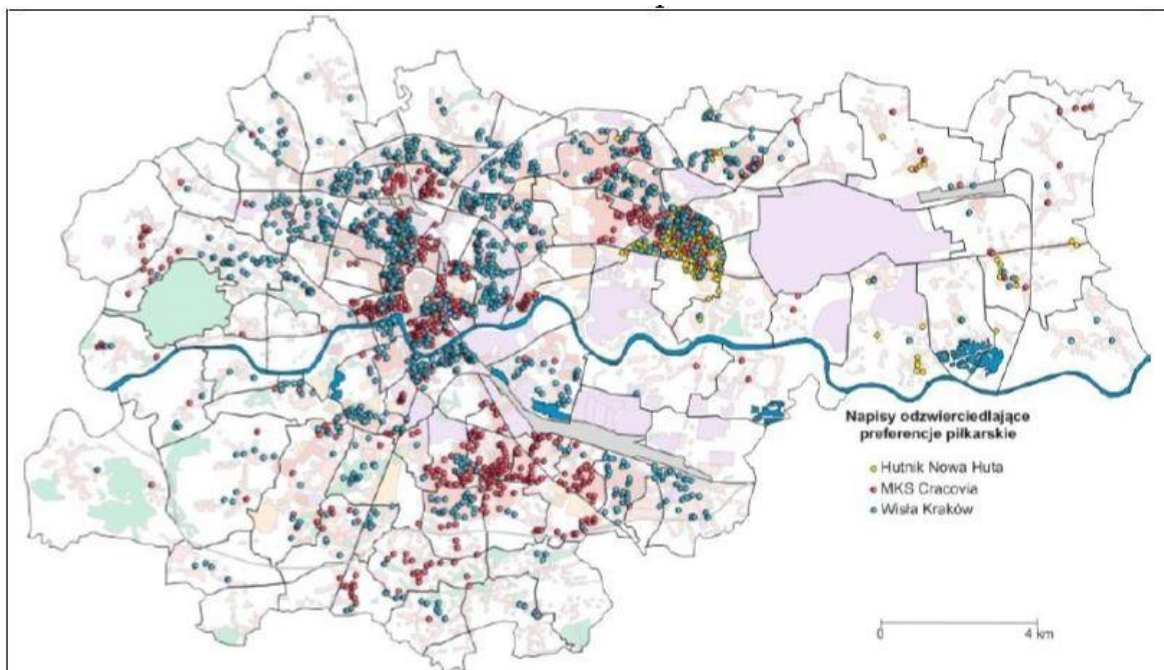 Napisy odzwierciedlające
preferencje piłkarskie
Hutnik Nowa Huta
MKS Cracovia
Wisła Kraków
0 4 km